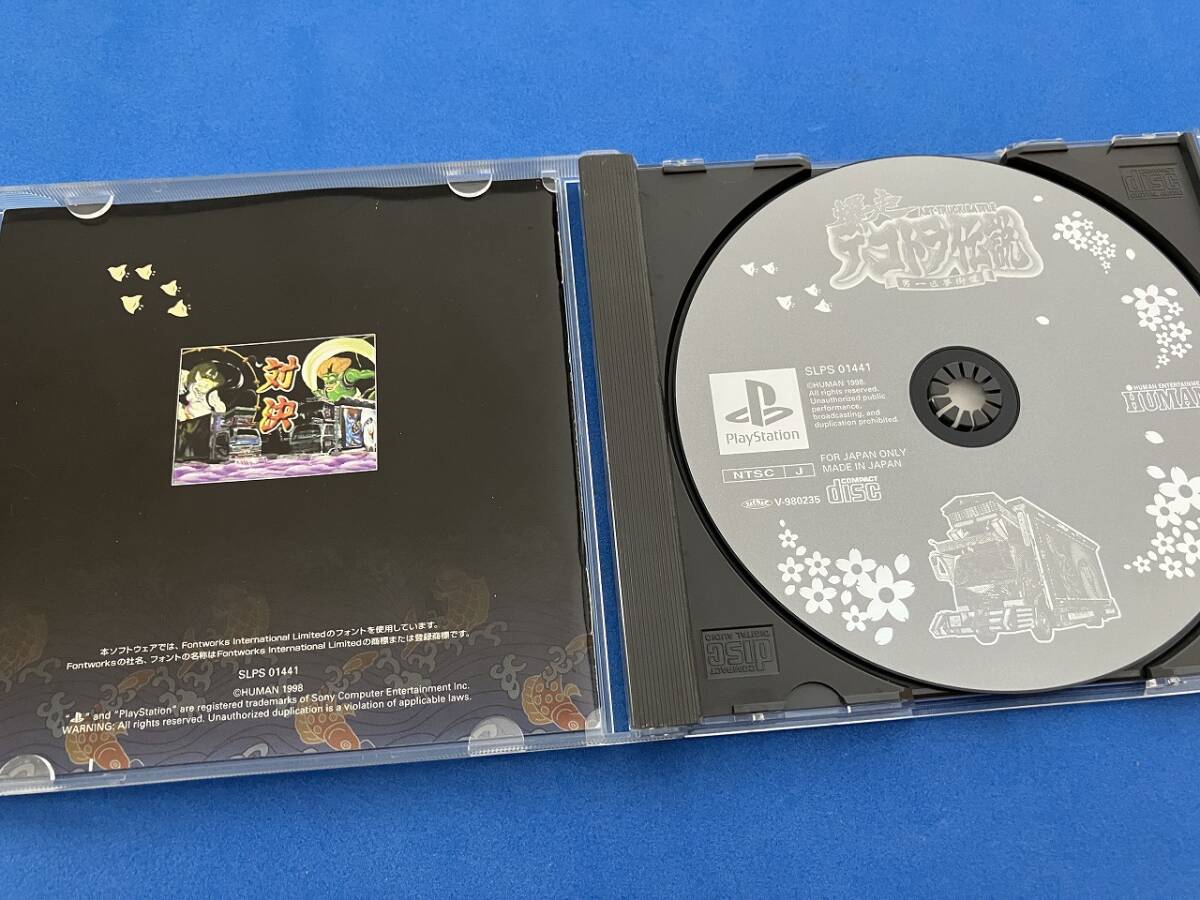 対決
本ソフトウェアでは、Fontworks International Limitedのフォントを使用しています。
Fontworksの社名、フォントの名称はFontworks International Limitedの商標または登録商標です。
SLPS 01441
©HUMAN 1998
"PS" and "PlayStation" are registered trademarks of Sony Computer Entertainment Inc.
WARNING: All rights reserved. Unauthorized duplication is a violation of applicable laws.
爆走
ART TRUCK BATTLE
デコトラ伝説
男一匹夢街道
SLPS 01441
©HUMAN 1998.
All rights reserved.
Unauthorized public
performance,
broadcasting, and
duplication prohibited.
PlayStation
NTSC J
FOR JAPAN ONLY
MADE IN JAPAN
V-980235
COMPACT
disc
HUMAN ENTERTAINME
HUMAN
disc
COMPACT
disc
DIGITAL AUDIO